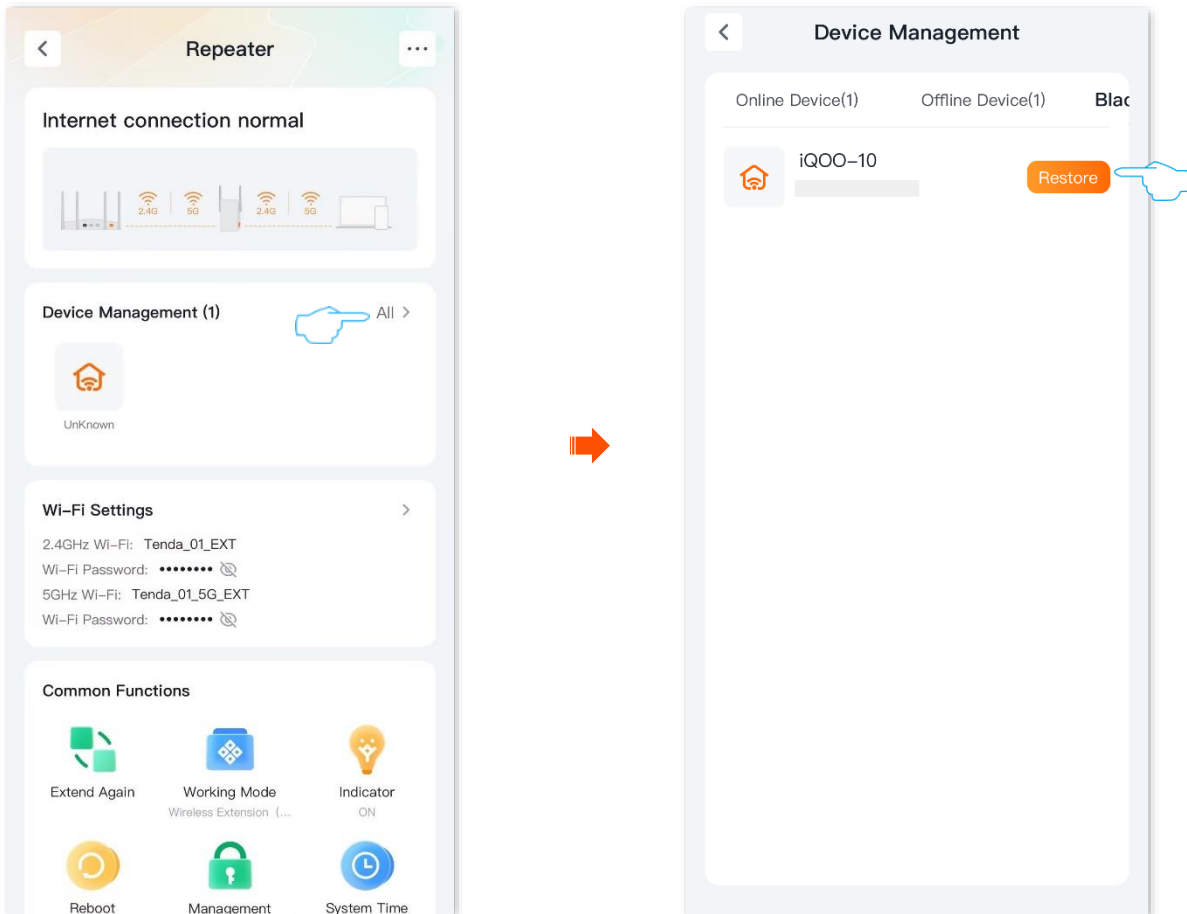 Repeater
Internet connection normal
2.4G 5G 2.4G 5G
Device Management (1) All >
UnKnown
Wi-Fi Settings >
2.4GHz Wi-Fi: Tenda_01_EXT
Wi-Fi Password: ••••••••
5GHz Wi-Fi: Tenda_01_5G_EXT
Wi-Fi Password: ••••••••
Common Functions
Extend Again Working Mode Indicator
Wireless Extension (... ON
Reboot Management System Time
Device Management
Online Device(1) Offline Device(1) Blac
iQOO-10
Restore